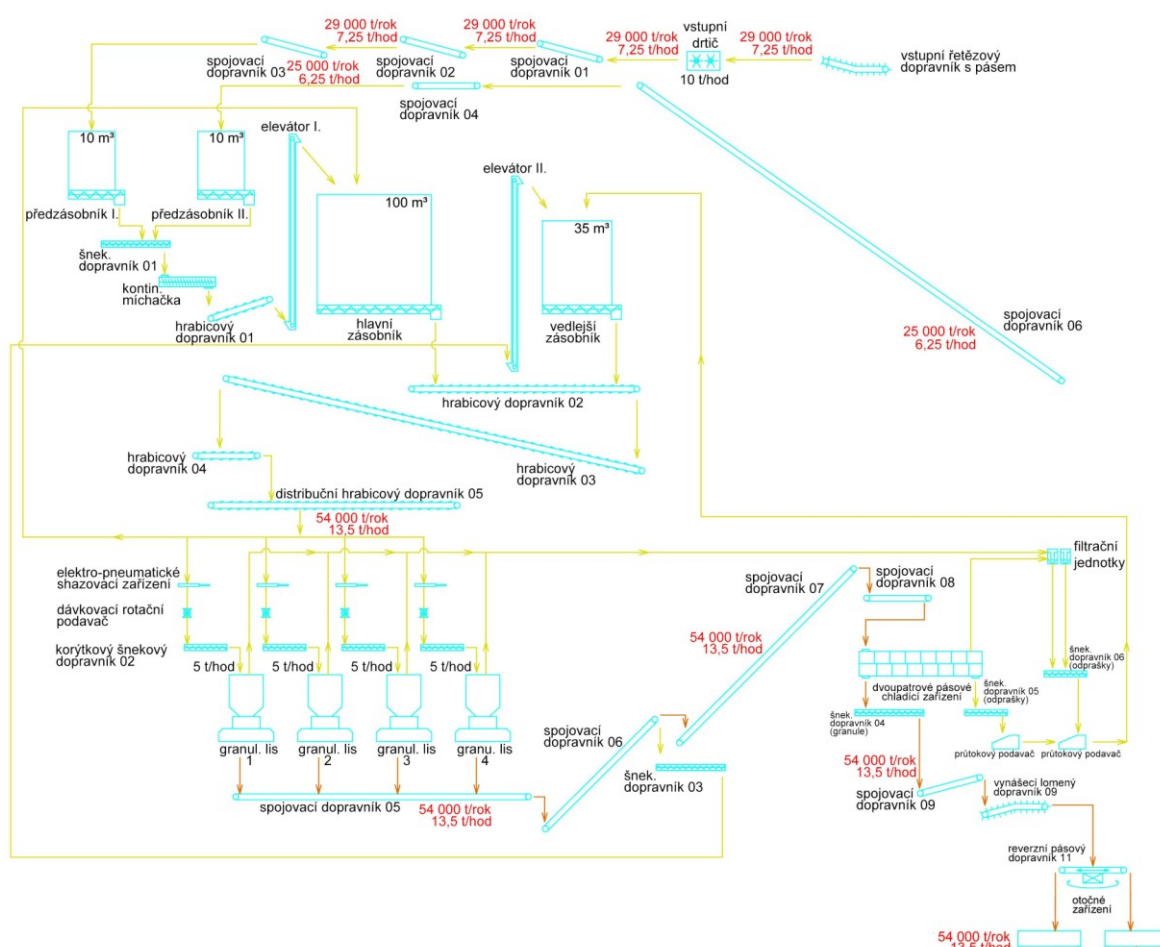 29 000 t/rok
7,25 t/hod
29 000 t/rok
7,25 t/hod
29 000 t/rok
7,25 t/hod
vstupní
drtič
10 t/hod
29 000 t/rok
7,25 t/hod
vstupní řetězový
dopravník s pásem
spojovací
dopravník 03
25 000 t/rok
6,25 t/hod
spojovací
dopravník 02
spojovací
dopravník 01
spojovací
dopravník 04
10 m³
10 m³
elevátor I.
elevátor II.
100 m³
35 m³
předzásobník I.
předzásobník II.
šnek.
dopravník 01
kontin.
míchačka
hrabicový
dopravník 01
hlavní
zásobník
vedlejší
zásobník
spojovací
dopravník 06
25 000 t/rok
6,25 t/hod
hrabicový dopravník 02
hrabicový
dopravník 04
hrabicový
dopravník 03
distribuční hrabicový dopravník 05
54 000 t/rok
13,5 t/hod
elektro-pneumatické
shazovací zařízení
dávkovací rotační
podavač
korýtkový šnekový
dopravník 02
5 t/hod
5 t/hod
5 t/hod
5 t/hod
granul. lis
1
granul. lis
2
granul. lis
3
granu. lis
4
spojovací dopravník 05
54 000 t/rok
13,5 t/hod
spojovací
dopravník 06
šnek.
dopravník 03
spojovací
dopravník 07
54 000 t/rok
13,5 t/hod
spojovací
dopravník 08
filtrační
jednotky
dvoupatrové pásové
chladící zařízení
šnek.
dopravník 04
(granule)
šnek.
dopravník 05
(odprašky)
šnek.
dopravník 06
(odprašky)
průtokový podavač
průtokový podavač
54 000 t/rok
13,5 t/hod
spojovací
dopravník 09
vynášecí lomený
dopravník 09
reverzní pásový
dopravník 11
otočné
zařízení
54 000 t/rok
13,5 t/hod